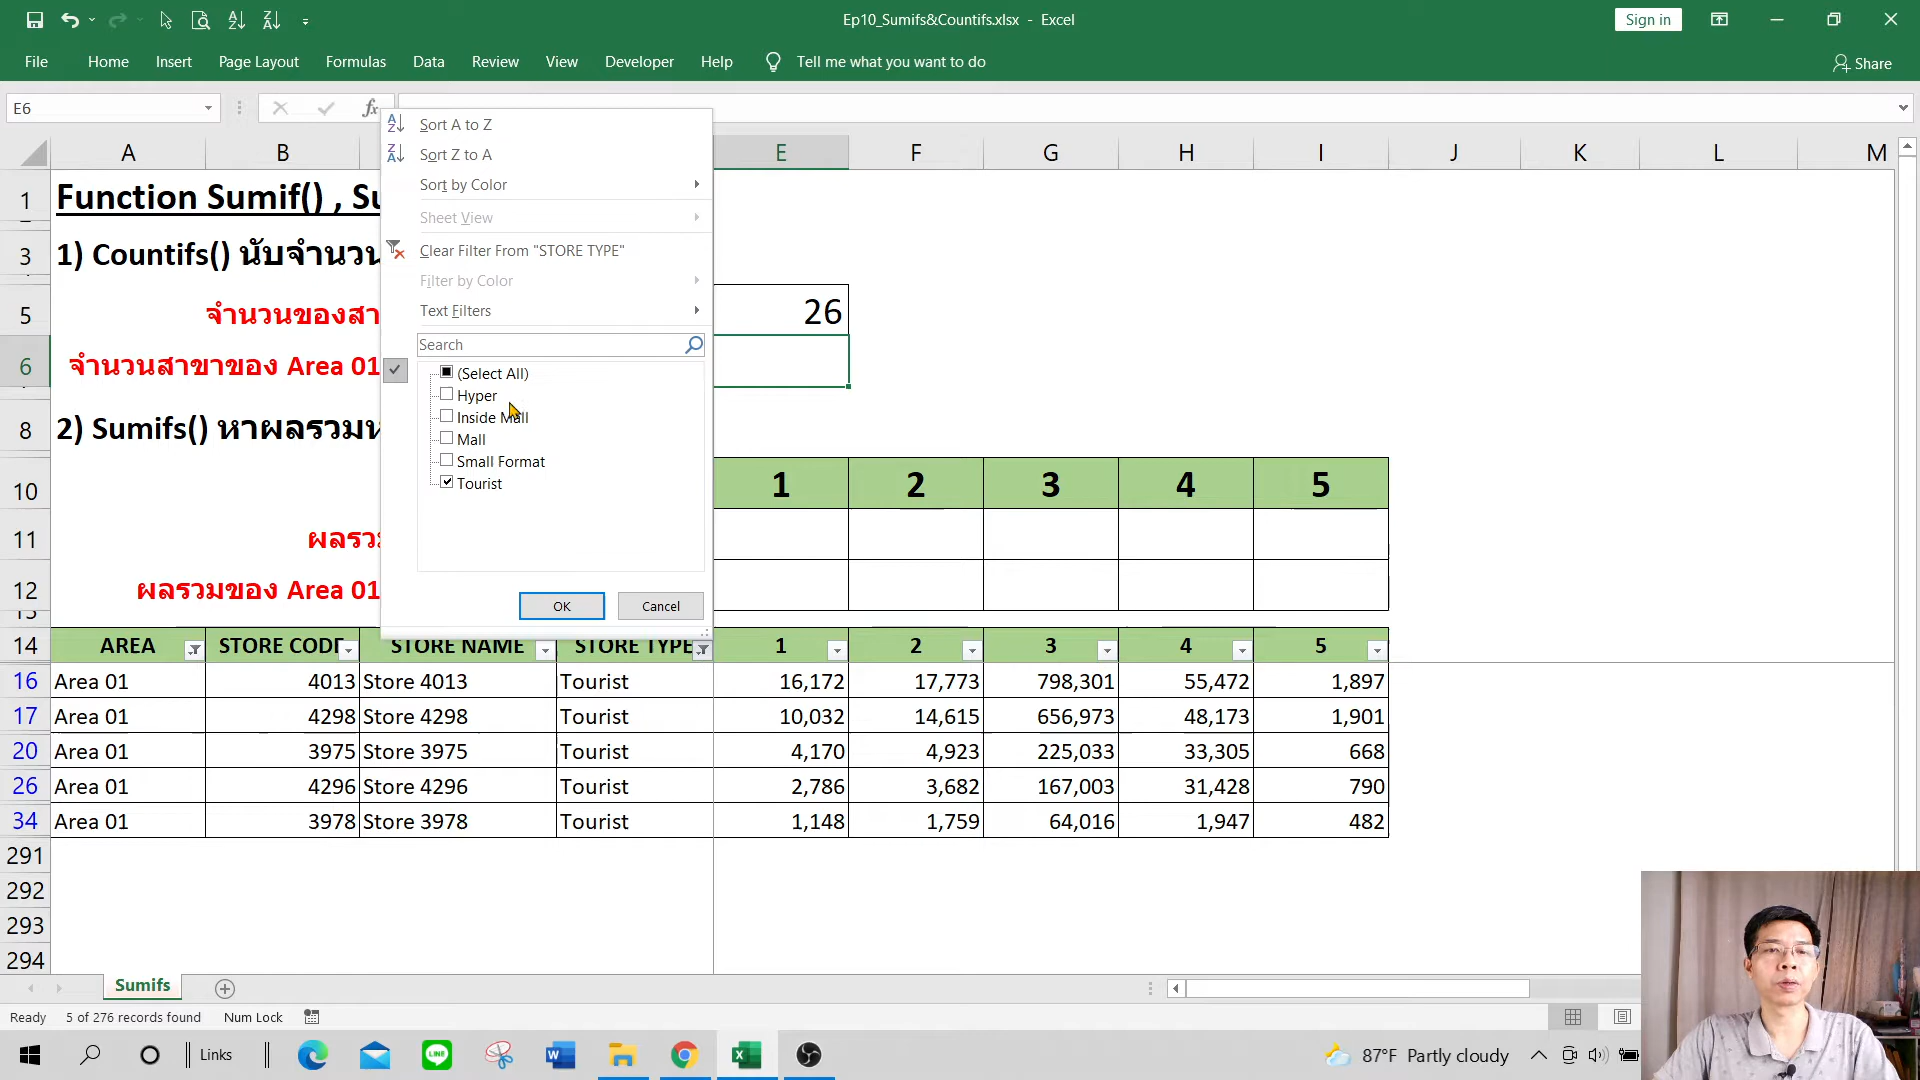 Ep10_Sumifs&Countifs.xlsx - Excel
Sign in
File Home Insert Page Layout Formulas Data Review View Developer Help Tell me what you want to do
Share
E6
fx
A B E F G H I J K L M
Sort A to Z
Sort Z to A
Sort by Color
Sheet View
Clear Filter From "STORE TYPE"
Filter by Color
Text Filters
Search
(Select All)
Hyper
Inside Mall
Mall
Small Format
Tourist
OK Cancel
1 Function Sumif() , Su
3 1) Countifs() นับจำนวน
5 จำนวนของสา 26
6 จำนวนสาขาของ Area 01
8 2) Sumifs() หาผลรวมห
10 1 2 3 4 5
11 ผลรว
12 ผลรวมของ Area 01
14 AREA STORE CODE STORE NAME STORE TYPE 1 2 3 4 5
16 Area 01 4013 Store 4013 Tourist 16,172 17,773 798,301 55,472 1,897
17 Area 01 4298 Store 4298 Tourist 10,032 14,615 656,973 48,173 1,901
20 Area 01 3975 Store 3975 Tourist 4,170 4,923 225,033 33,305 668
26 Area 01 4296 Store 4296 Tourist 2,786 3,682 167,003 31,428 790
34 Area 01 3978 Store 3978 Tourist 1,148 1,759 64,016 1,947 482
291
292
293
294
Sumifs
Ready 5 of 276 records found Num Lock
Links
LINE
87°F Partly cloudy